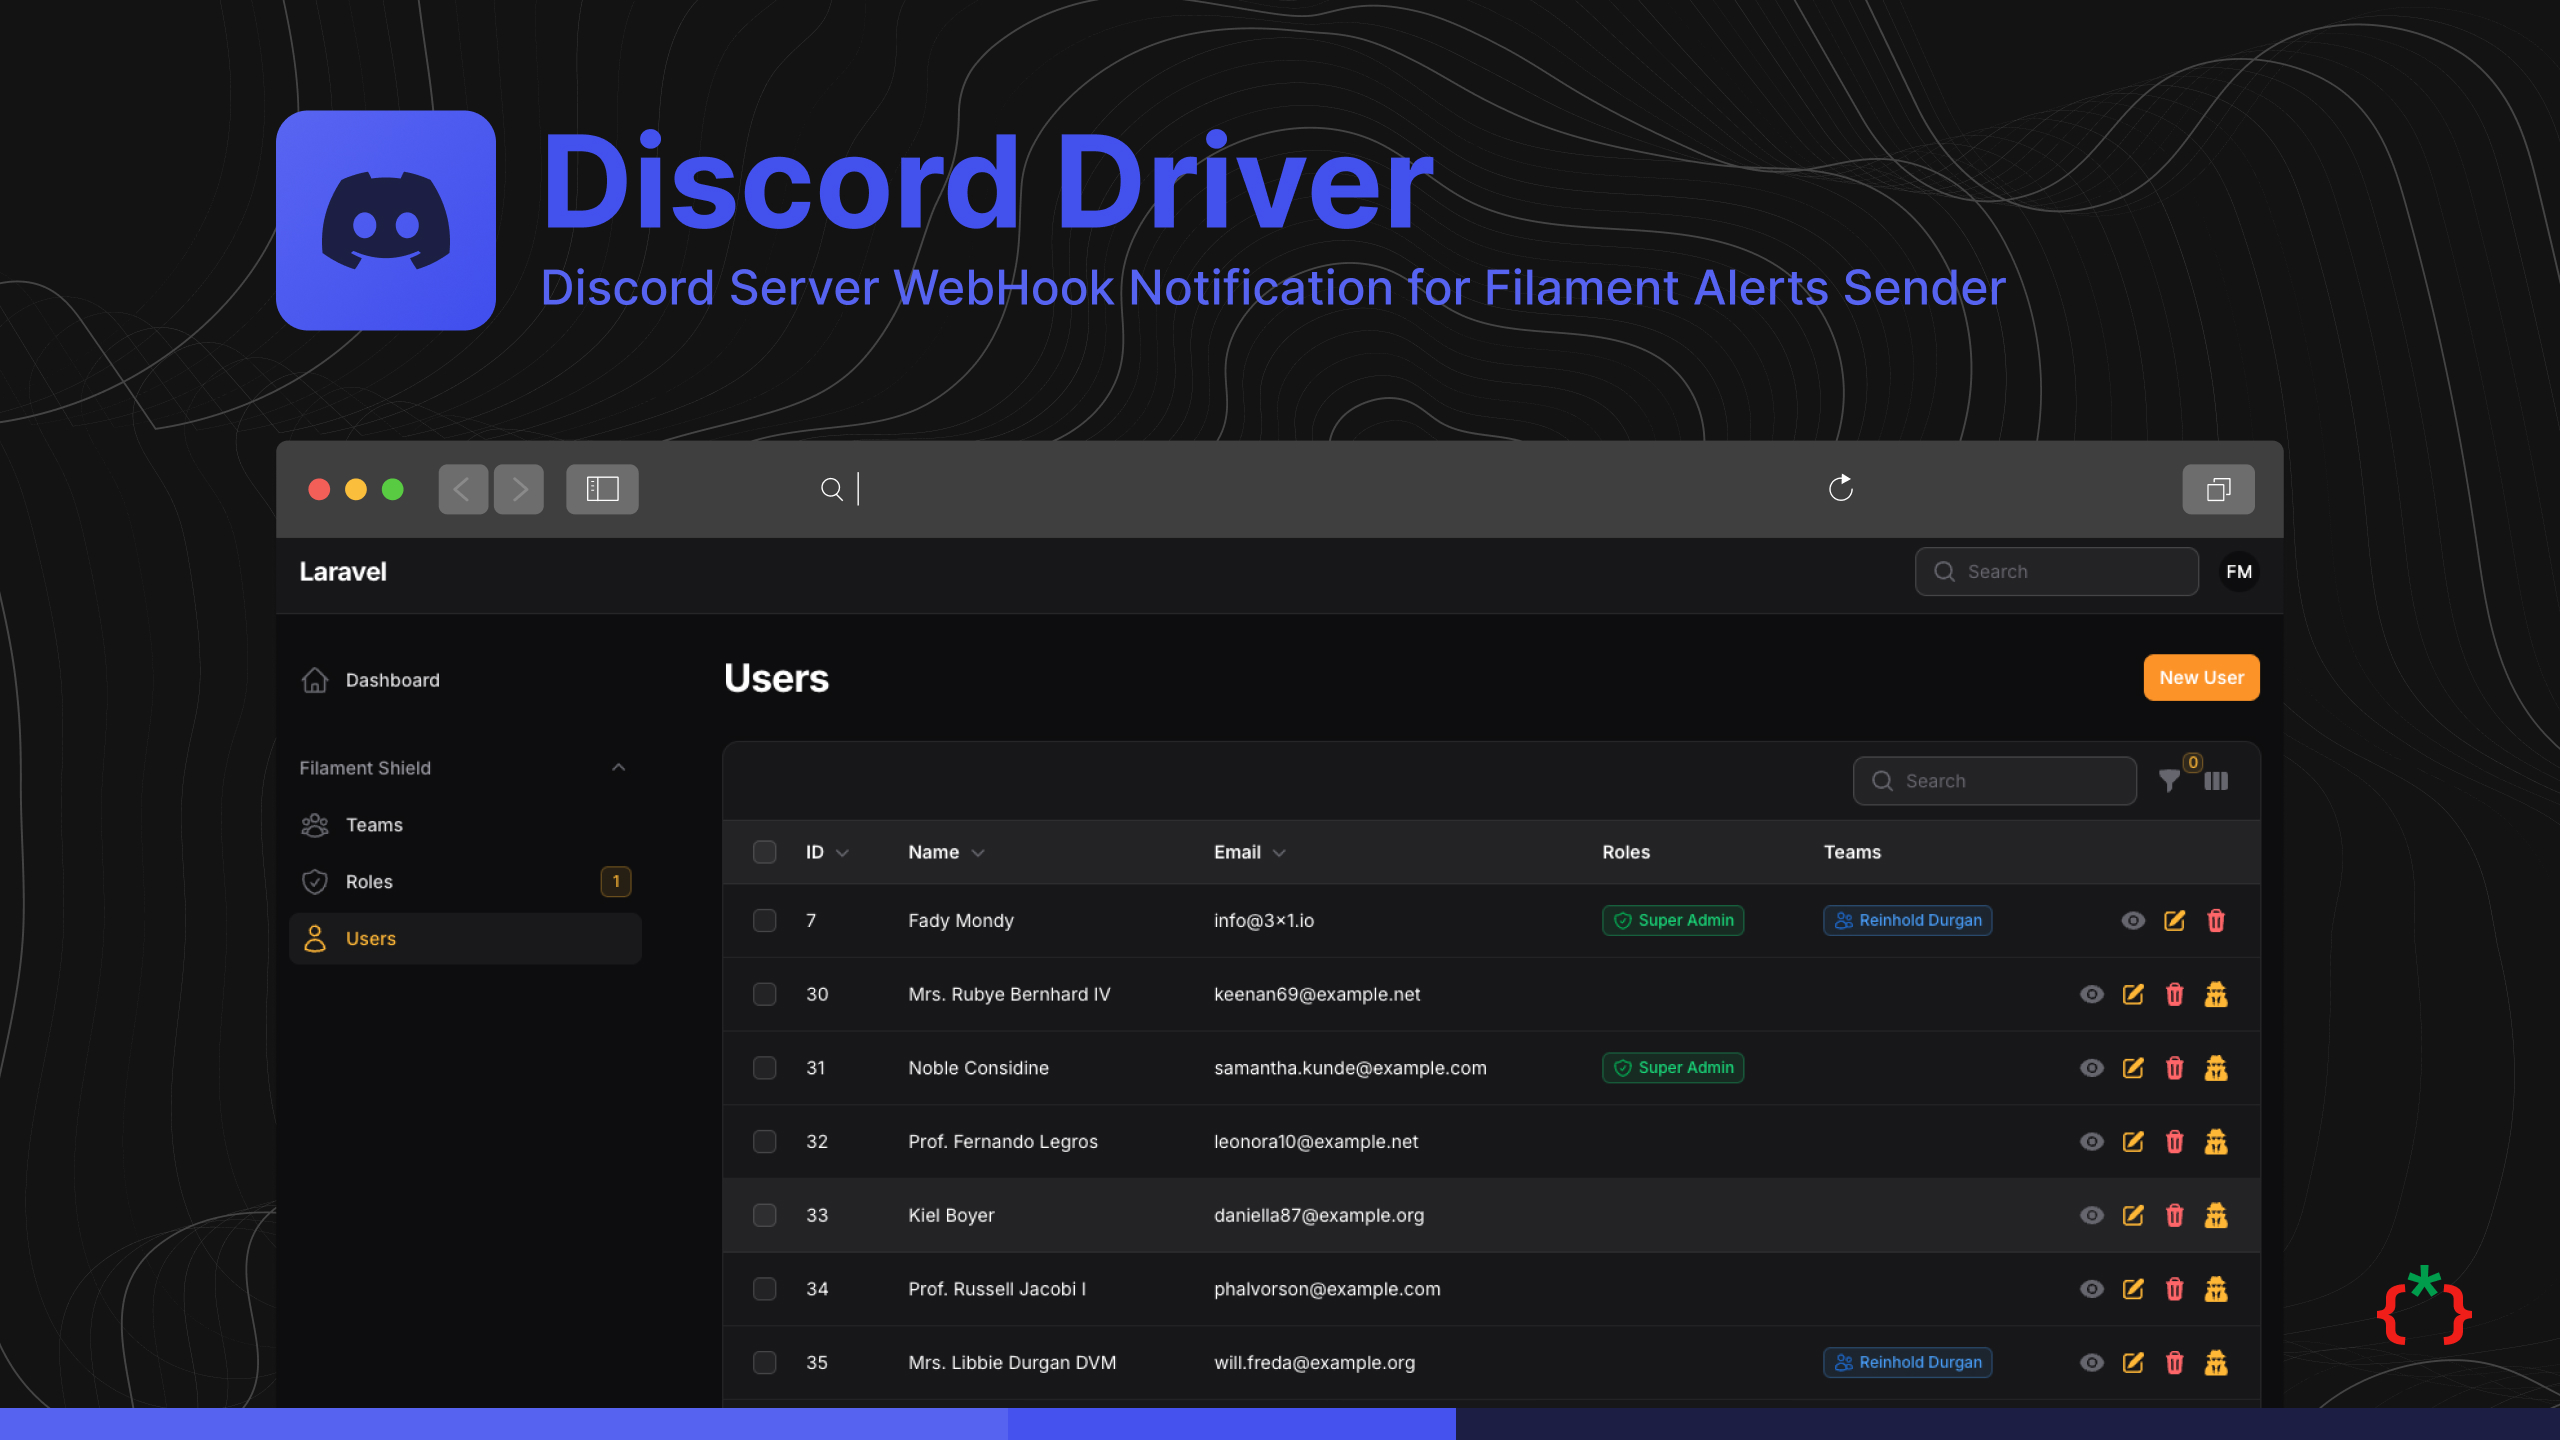 Discord Driver
Discord Server WebHook Notification for Filament Alerts Sender
Laravel
Search
FM
Dashboard
Filament Shield
Teams
Roles 1
Users
Users
New User
Search
0
ID Name Email Roles Teams
7 Fady Mondy info@3x1.io Super Admin Reinhold Durgan
30 Mrs. Rubye Bernhard IV keenan69@example.net
31 Noble Considine samantha.kunde@example.com Super Admin
32 Prof. Fernando Legros leonora10@example.net
33 Kiel Boyer daniella87@example.org
34 Prof. Russell Jacobi I phalvorson@example.com
35 Mrs. Libbie Durgan DVM will.freda@example.org Reinhold Durgan
{*}